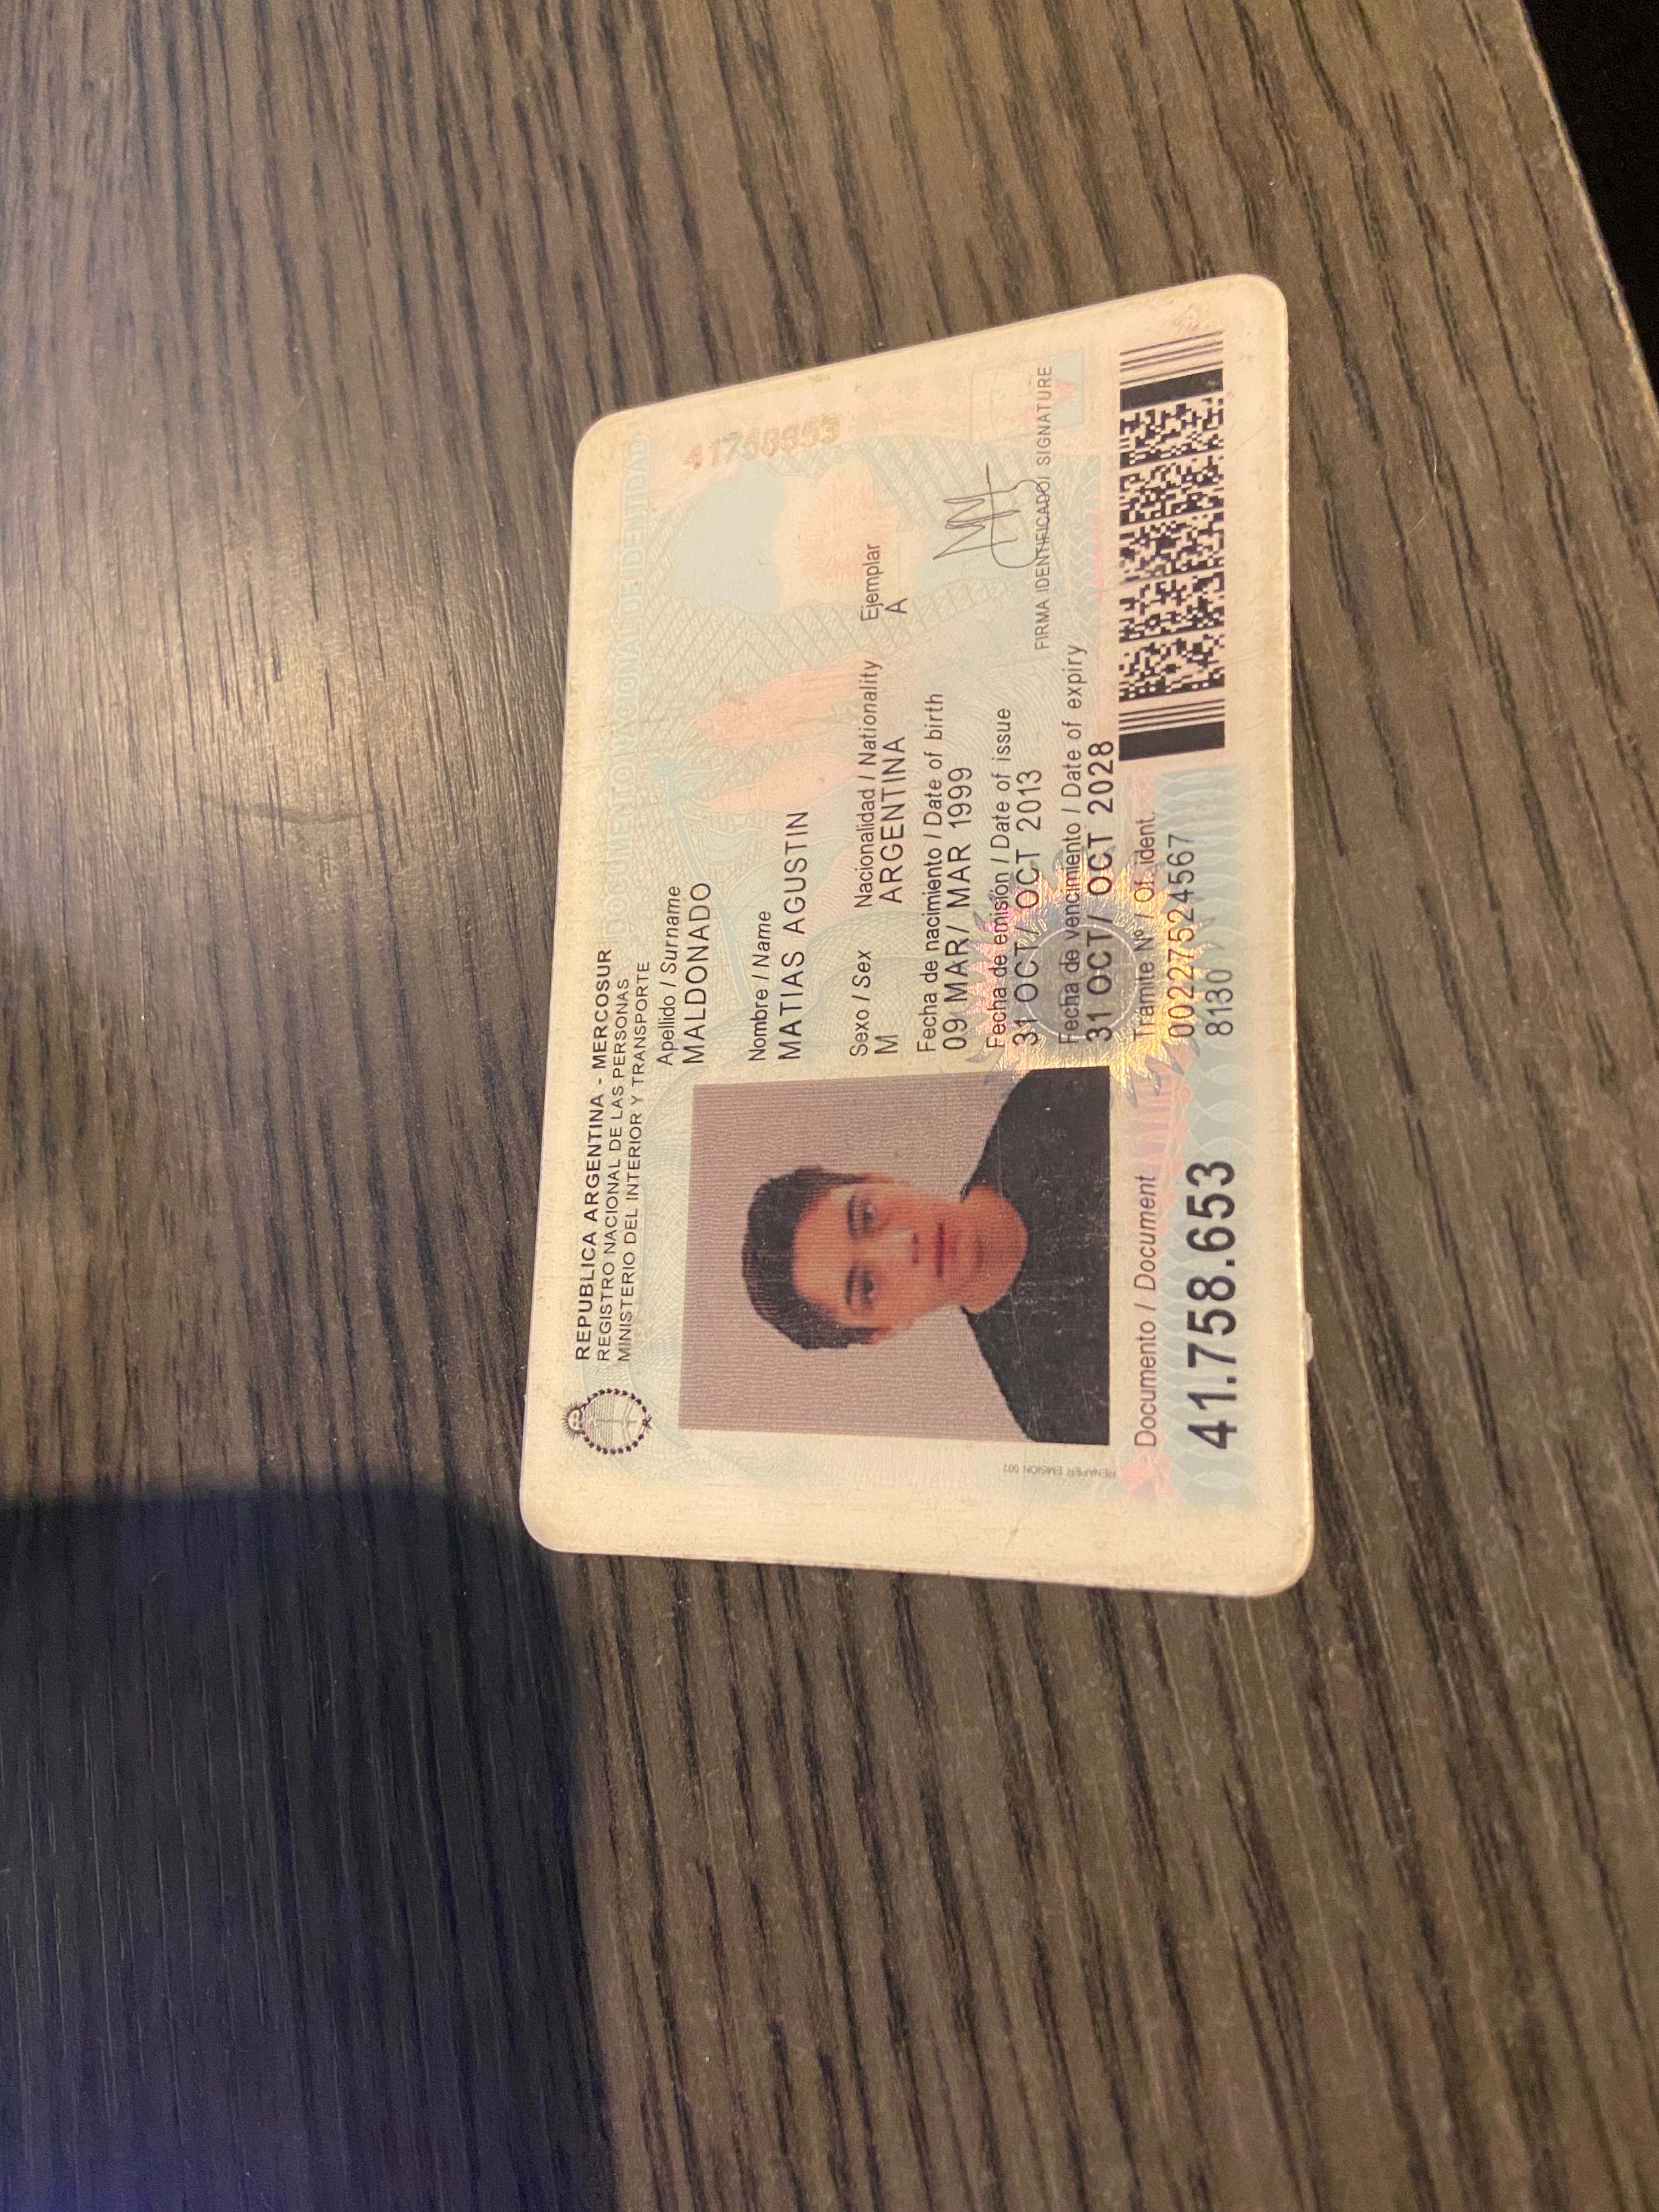 REPUBLICA ARGENTINA - MERCOSUR
REGISTRO NACIONAL DE LAS PERSONAS
MINISTERIO DEL INTERIOR Y TRANSPORTE
DOCUMENTO NACIONAL DE IDENTIDAD
Apellido / Surname
MALDONADO
Nombre / Name
MATIAS AGUSTIN
Sexo / Sex Nacionalidad / Nationality Ejemplar
M ARGENTINA A
Fecha de nacimiento / Date of birth
09 MAR/ MAR 1999
Fecha de emisión / Date of issue
31 OCT/ OCT 2013
Fecha de vencimiento / Date of expiry
31 OCT/ OCT 2028
FIRMA IDENTIFICADO/ SIGNATURE
Trámite Nº / Of. ident.
00227524567
8130
Documento / Document
41.758.653
RENAPER EMISION 002